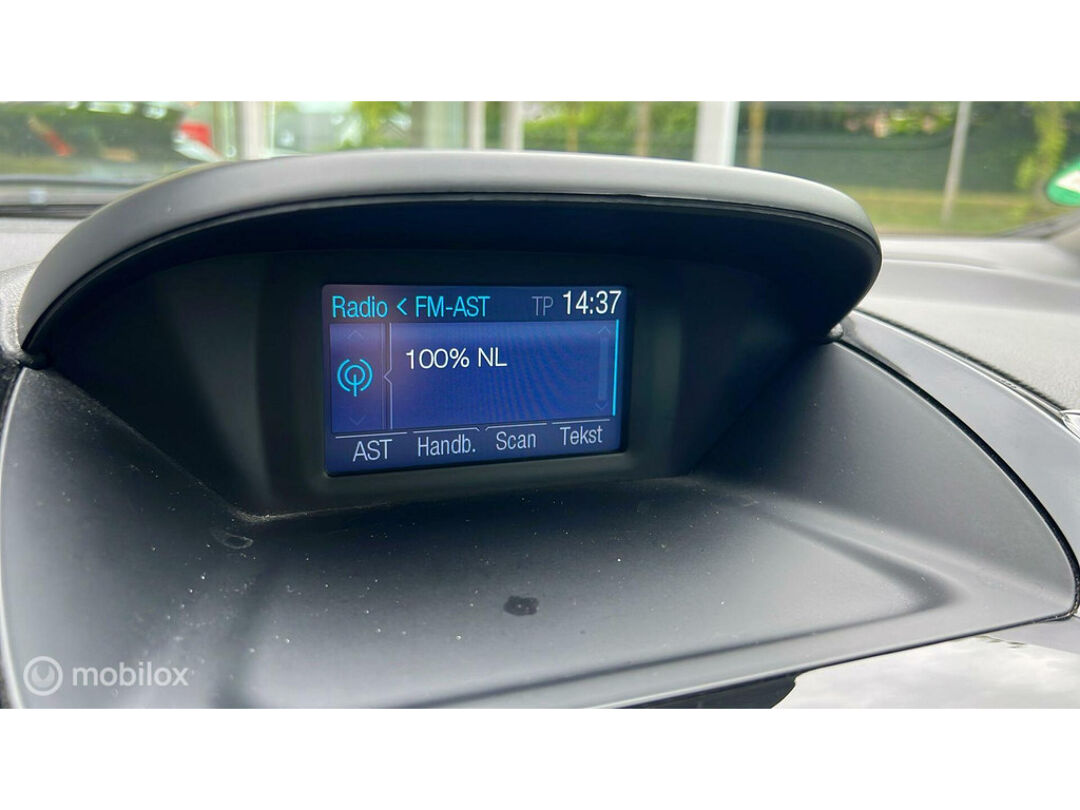 Radio < FM-AST TP 14:37
100% NL
AST Handb. Scan Tekst
mobilox